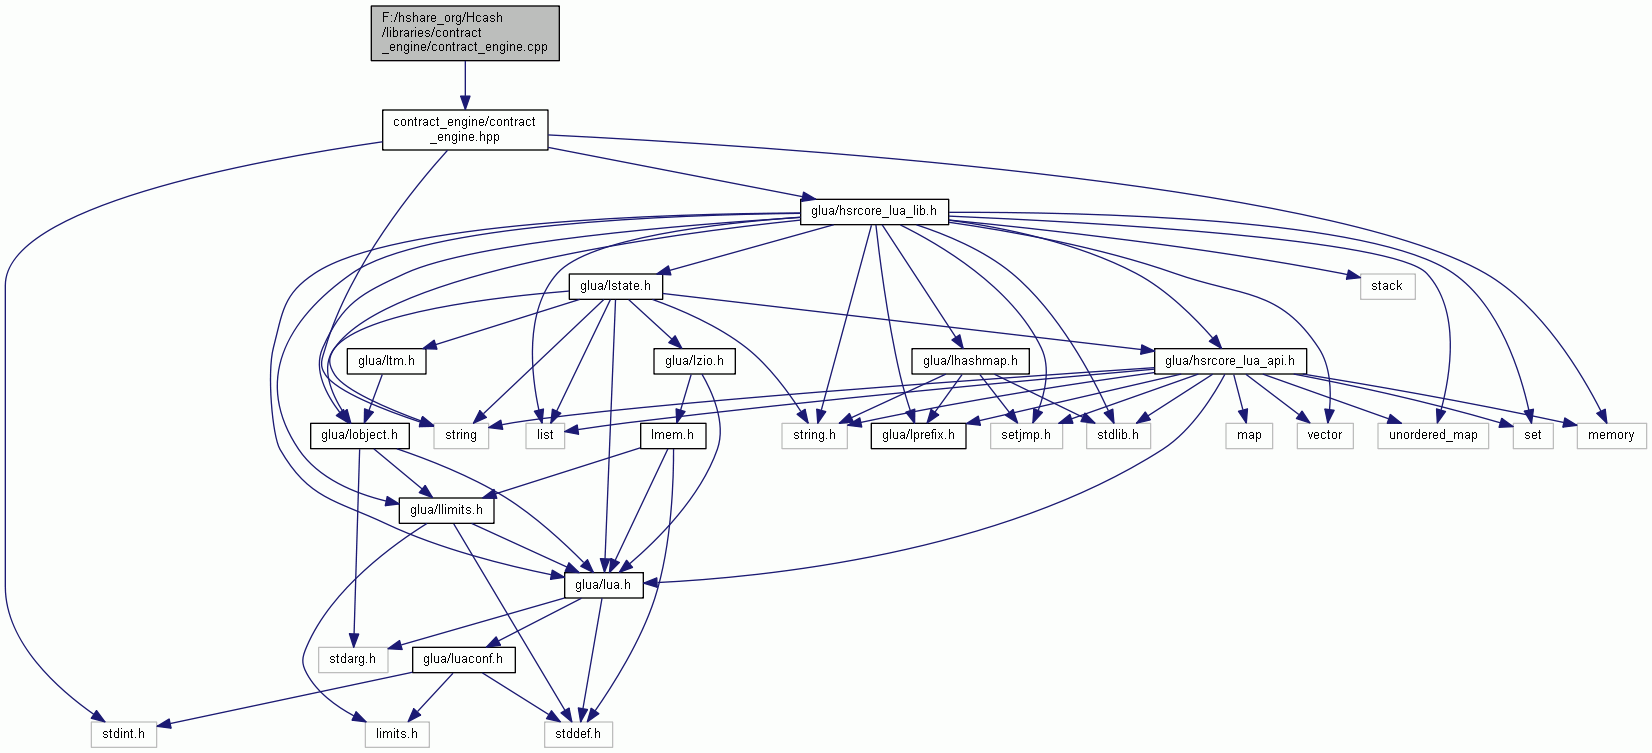 F:/hshare_org/Hcash
/libraries/contract
_engine/contract_engine.cpp
contract_engine/contract
_engine.hpp
glua/hsrcore_lua_lib.h
glua/lstate.h
stack
glua/ltm.h
glua/lzio.h
glua/lhashmap.h
glua/hsrcore_lua_api.h
glua/lobject.h
string
list
lmem.h
string.h
glua/lprefix.h
setjmp.h
stdlib.h
map
vector
unordered_map
set
memory
glua/llimits.h
glua/lua.h
stdarg.h
glua/luaconf.h
stdint.h
limits.h
stddef.h